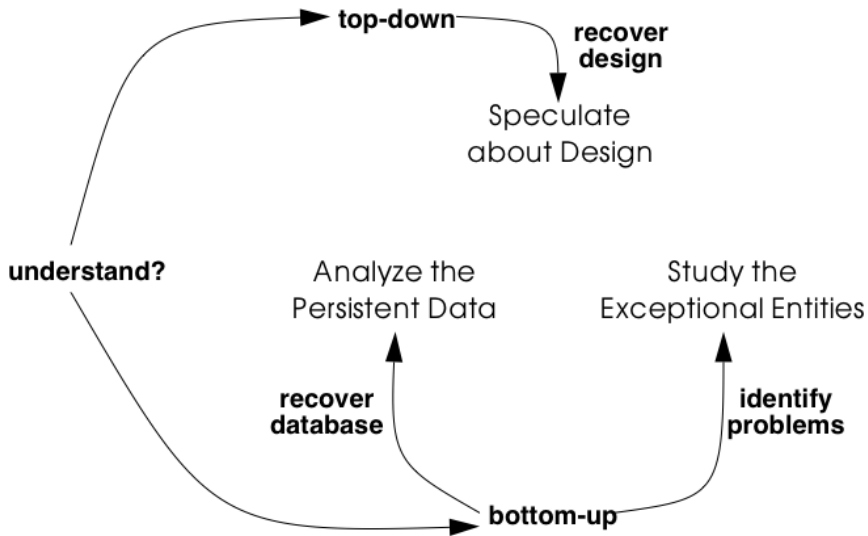 top-down
recover
design
Speculate
about Design
understand?
Analyze the
Persistent Data
Study the
Exceptional Entities
recover
database
identify
problems
bottom-up